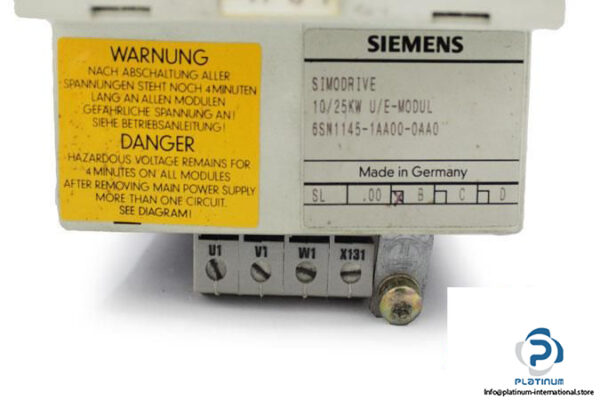 WARNUNG
NACH ABSCHALTUNG ALLER
SPANNUNGEN STEHT NOCH 4 MINUTEN
LANG AN ALLEN MODULEN
GEFÄHRLICHE SPANNUNG AN!
SIEHE BETRIEBSANLEITUNG!
DANGER
HAZARDOUS VOLTAGE REMAINS FOR
4 MINUTES ON ALL MODULES
AFTER REMOVING MAIN POWER SUPPLY
MORE THAN ONE CIRCUIT.
SEE DIAGRAM!
SIEMENS
SIMODRIVE
10/25KW U/E-MODUL
6SN1145-1AA00-0AA0
Made in Germany
SL .00 A B C D
U1 V1 W1 X131
PLATINUM
https://platinum-international.store